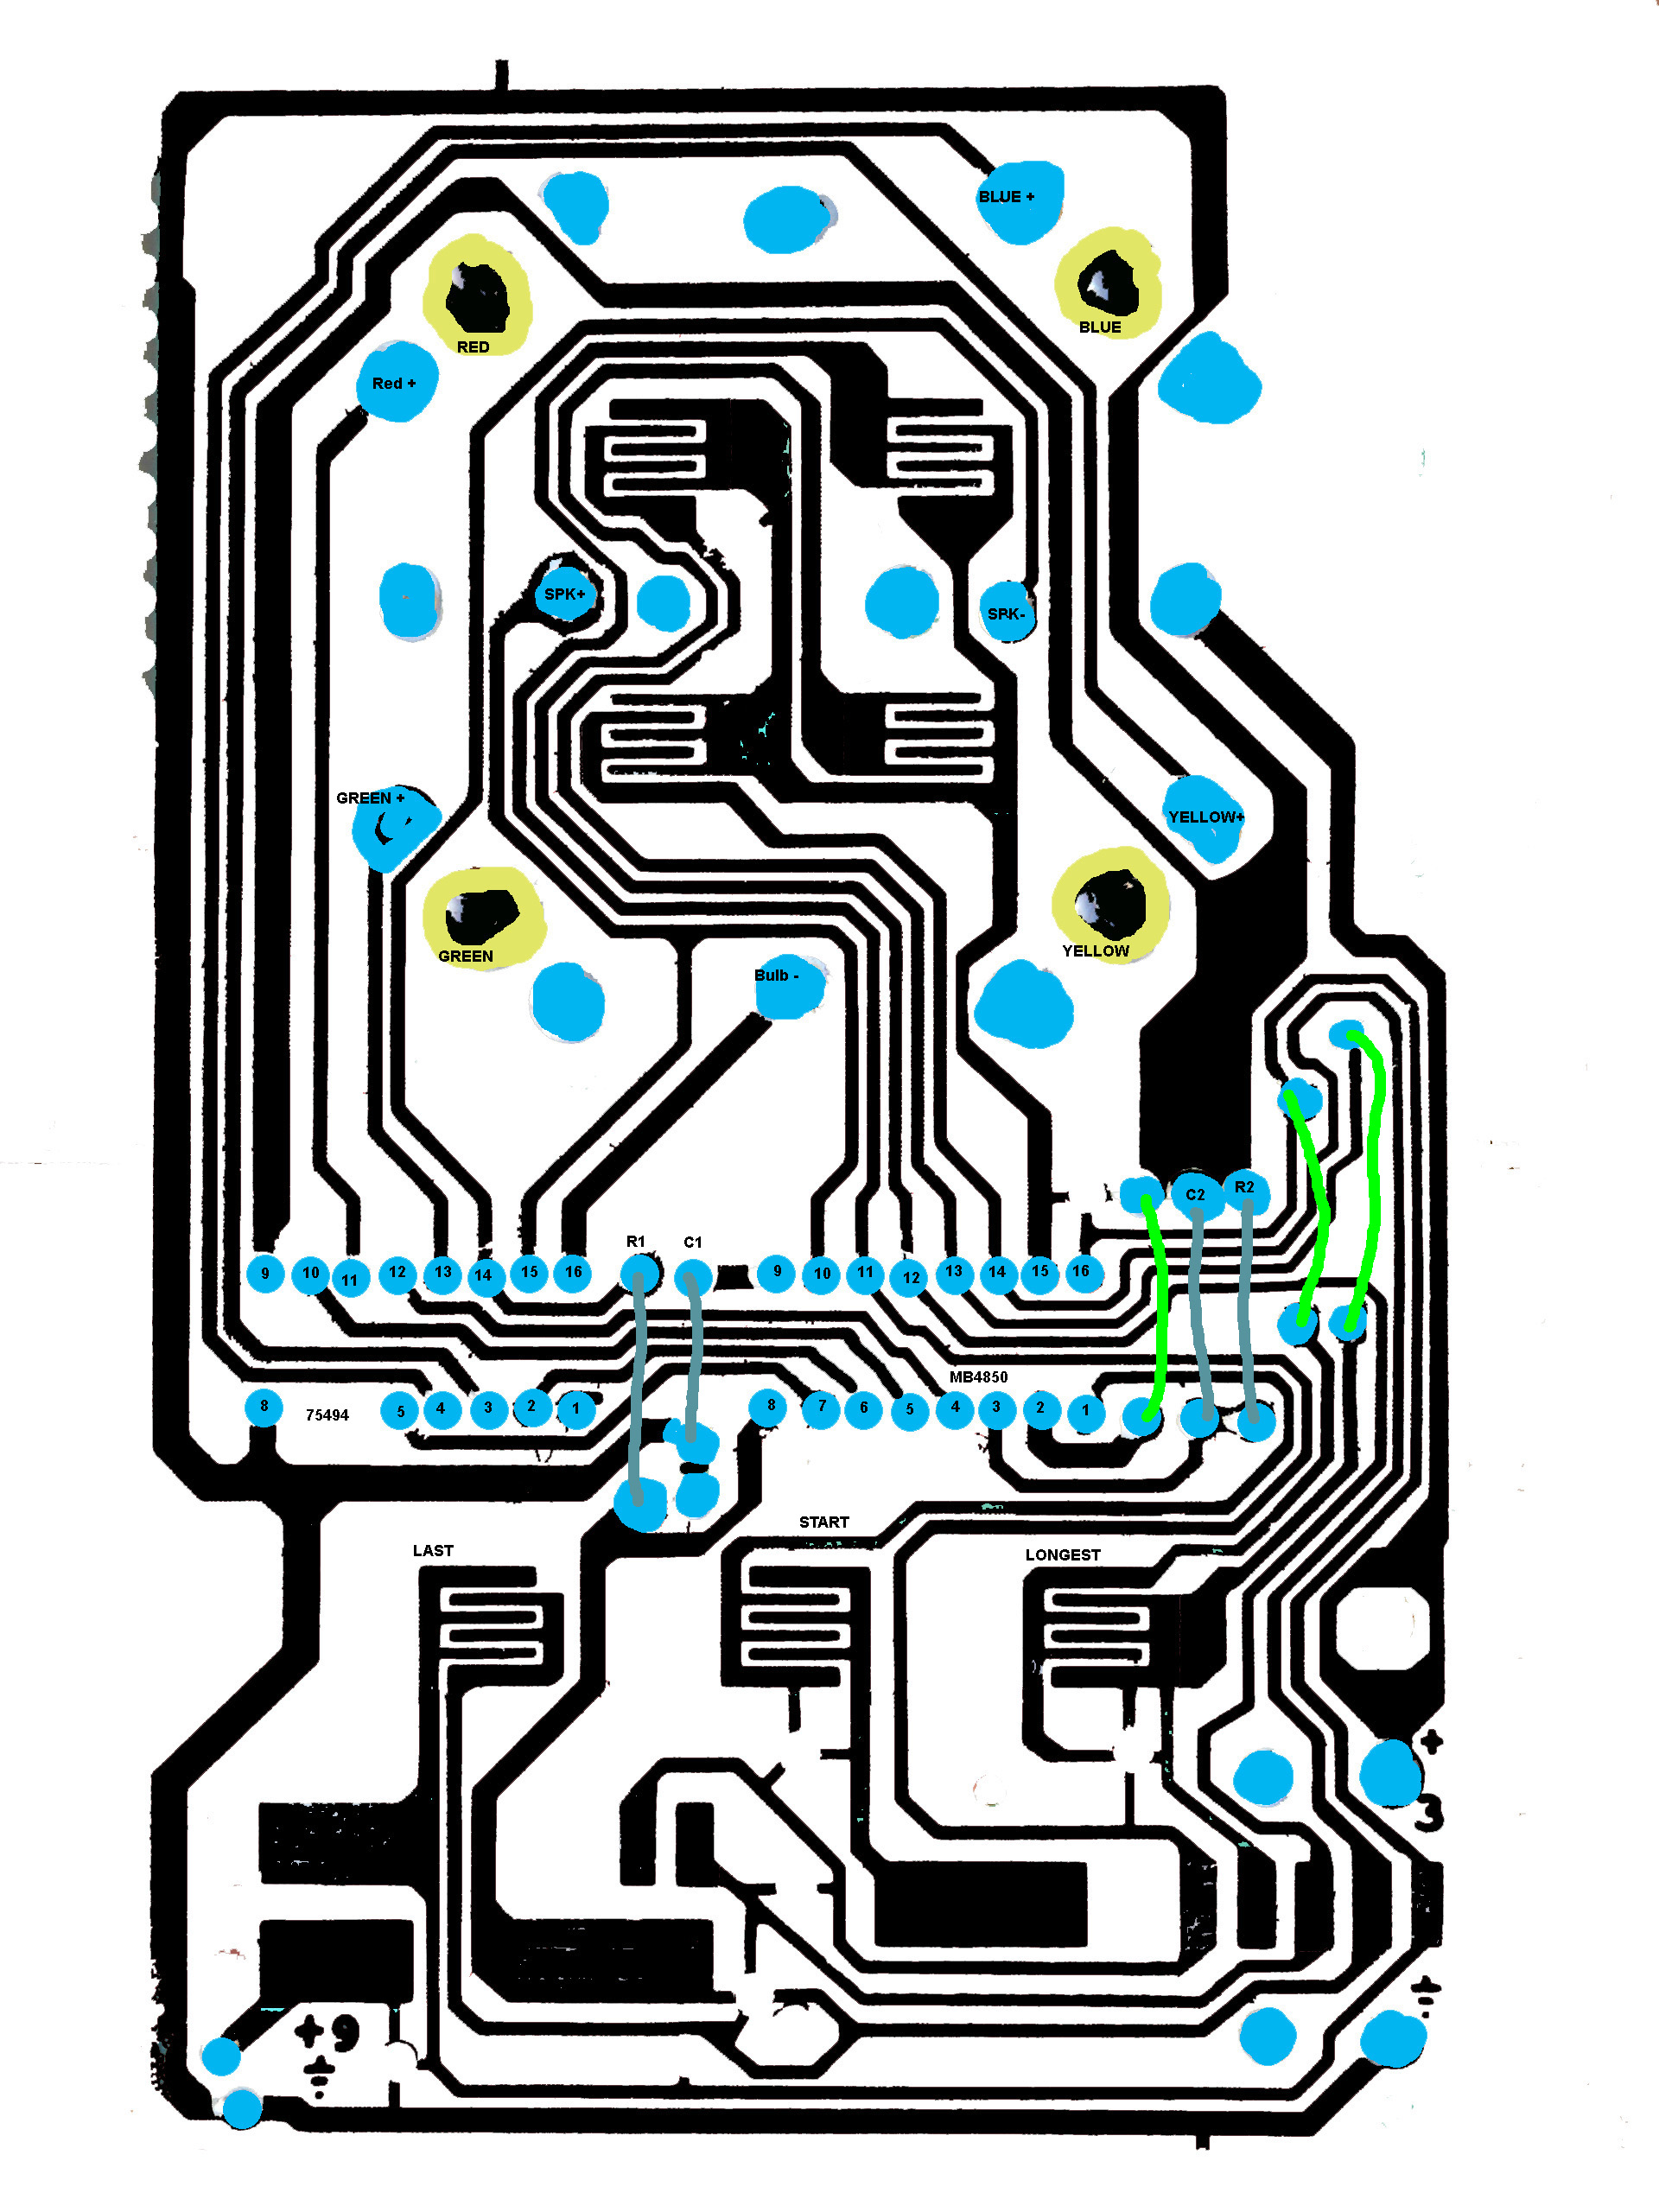 BLUE +
RED
BLUE
Red +
SPK+
SPK-
GREEN +
YELLOW+
GREEN
YELLOW
Bulb -
C2 R2
R1 C1
9 10 11 12 13 14 15 16 9 10 11 12 13 14 15 16
MB4850
8 75494 5 4 3 2 1 8 7 6 5 4 3 2 1
START
LAST LONGEST
+
3
+9